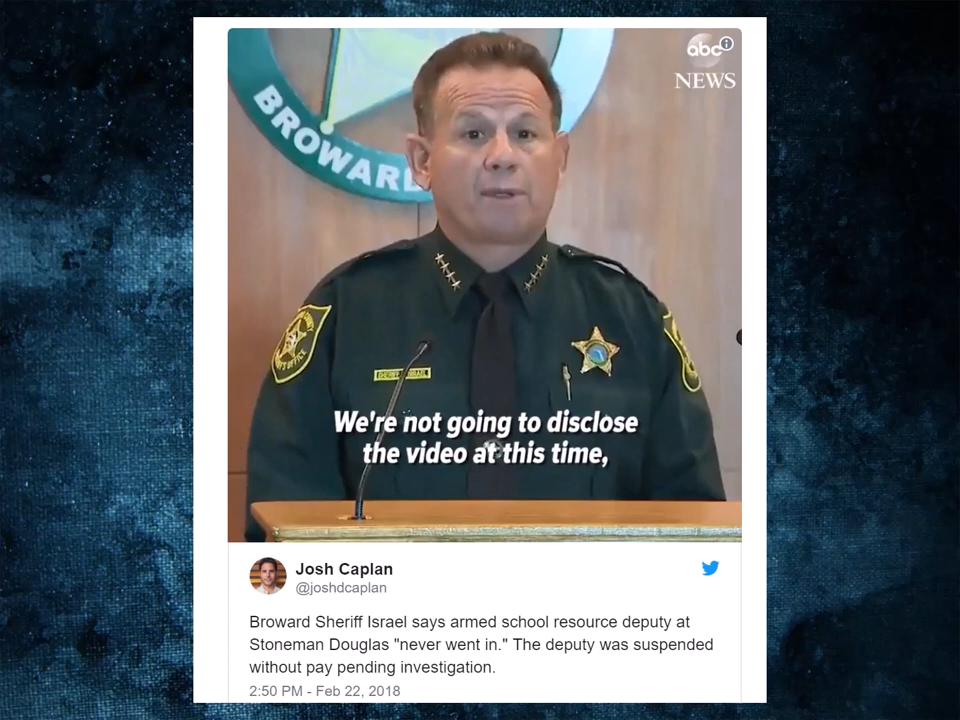 abc
NEWS
BROWARD
We're not going to disclose
the video at this time,
Josh Caplan
@joshdcaplan
Broward Sheriff Israel says armed school resource deputy at
Stoneman Douglas "never went in." The deputy was suspended
without pay pending investigation.
2:50 PM - Feb 22, 2018